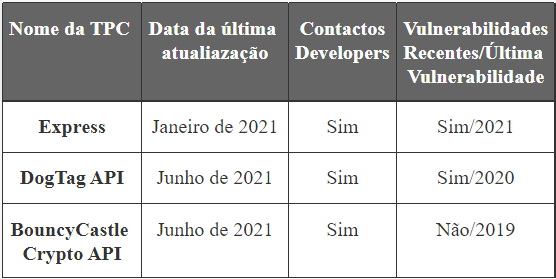 Nome da TPC
Data da última
atualiazação
Contactos
Developers
Vulnerabilidades
Recentes/Última
Vulnerabilidade
Express
Janeiro de 2021
Sim
Sim/2021
DogTag API
Junho de 2021
Sim
Sim/2020
BouncyCastle
Crypto API
Junho de 2021
Sim
Não/2019